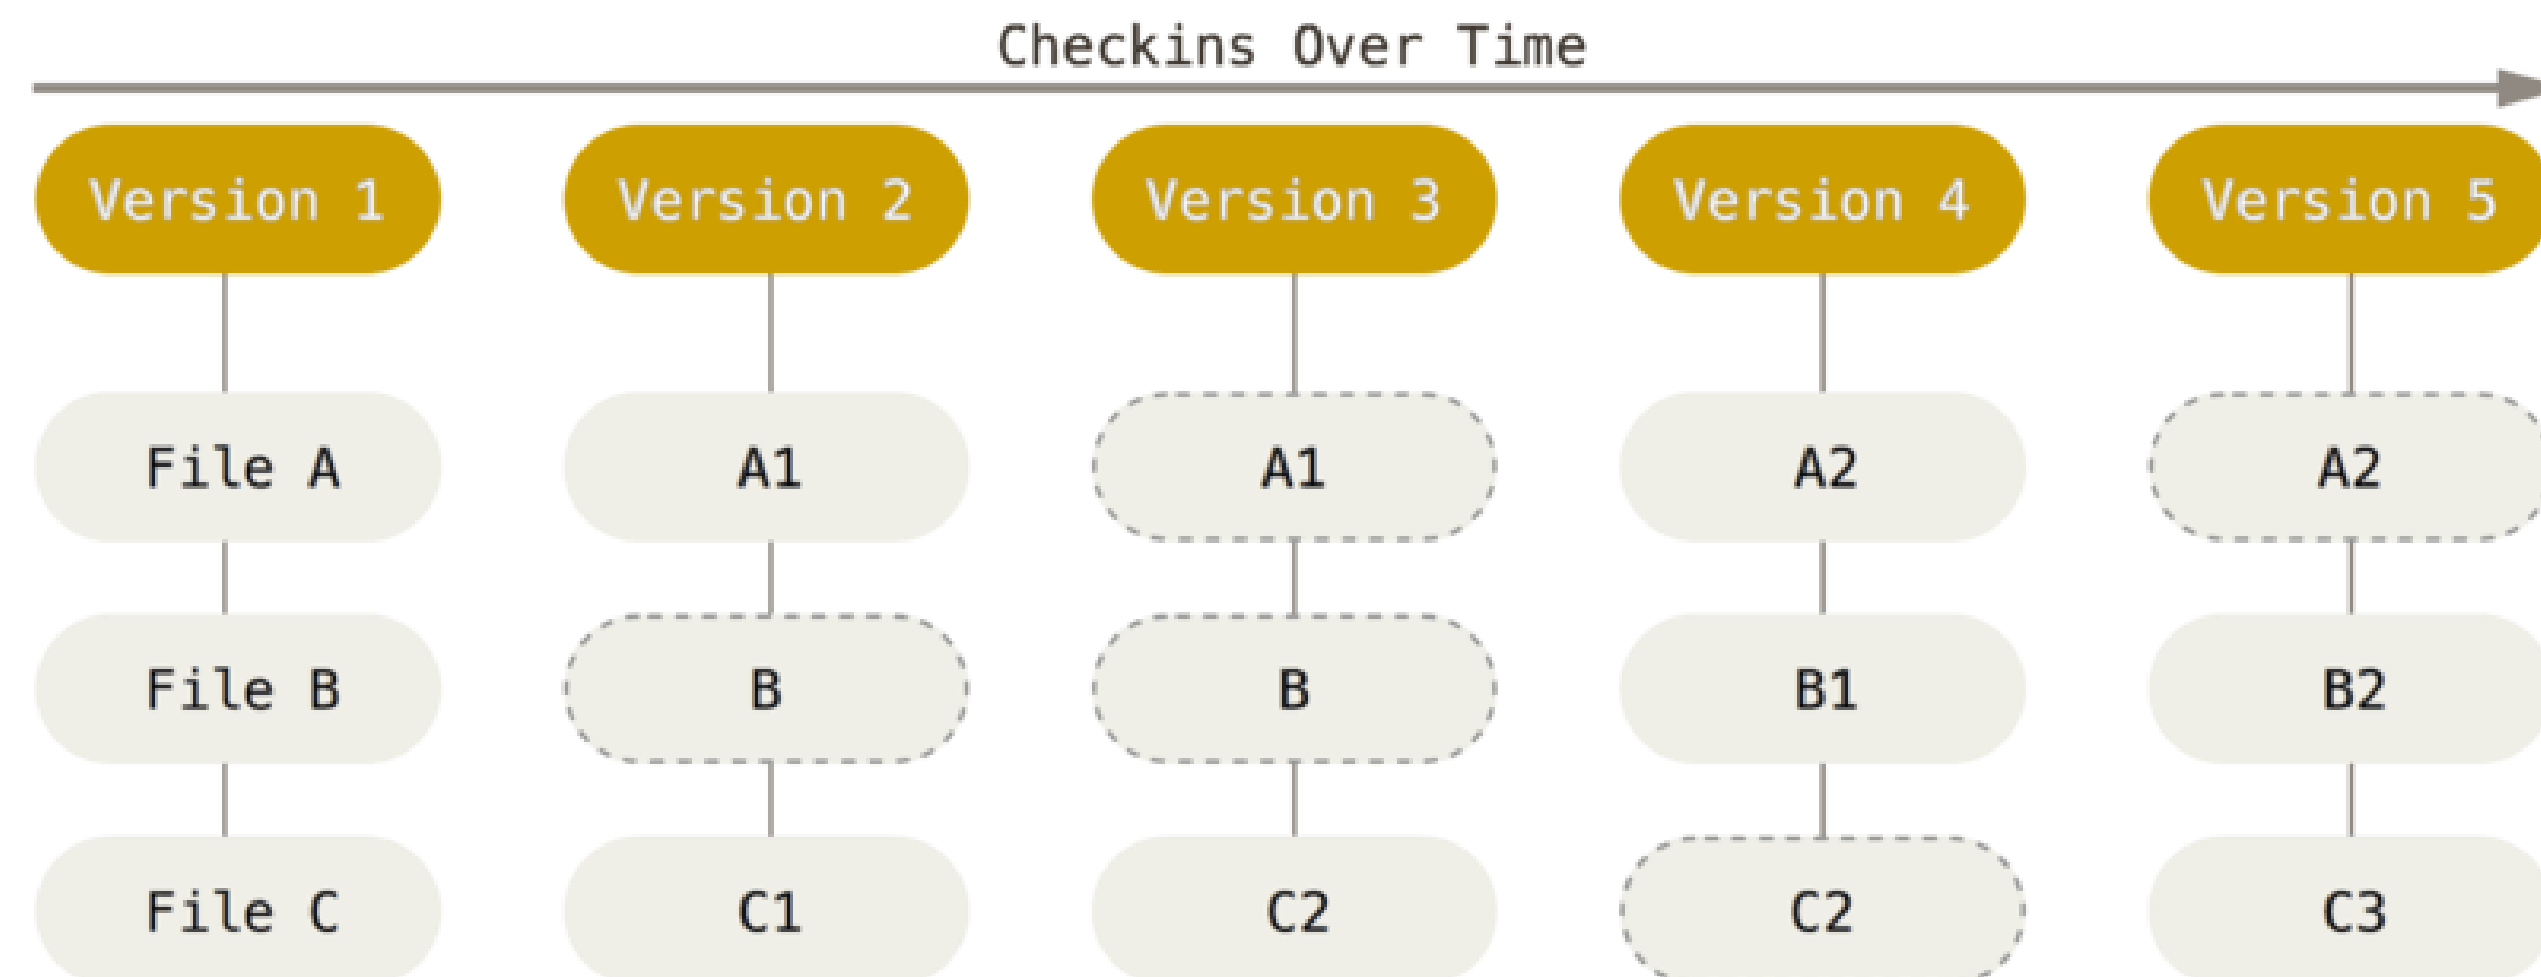 Checkins Over Time
Version 1 Version 2 Version 3 Version 4 Version 5
File A A1 A1 A2 A2
File B B B B1 B2
File C C1 C2 C2 C3